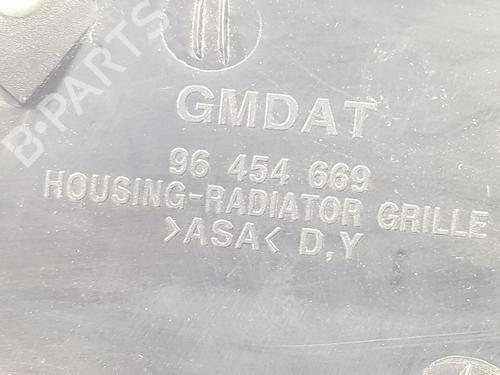 GMDAT
96 454 669
HOUSING-RADIATOR GRILLE
>ASA< D,Y
B-PARTS